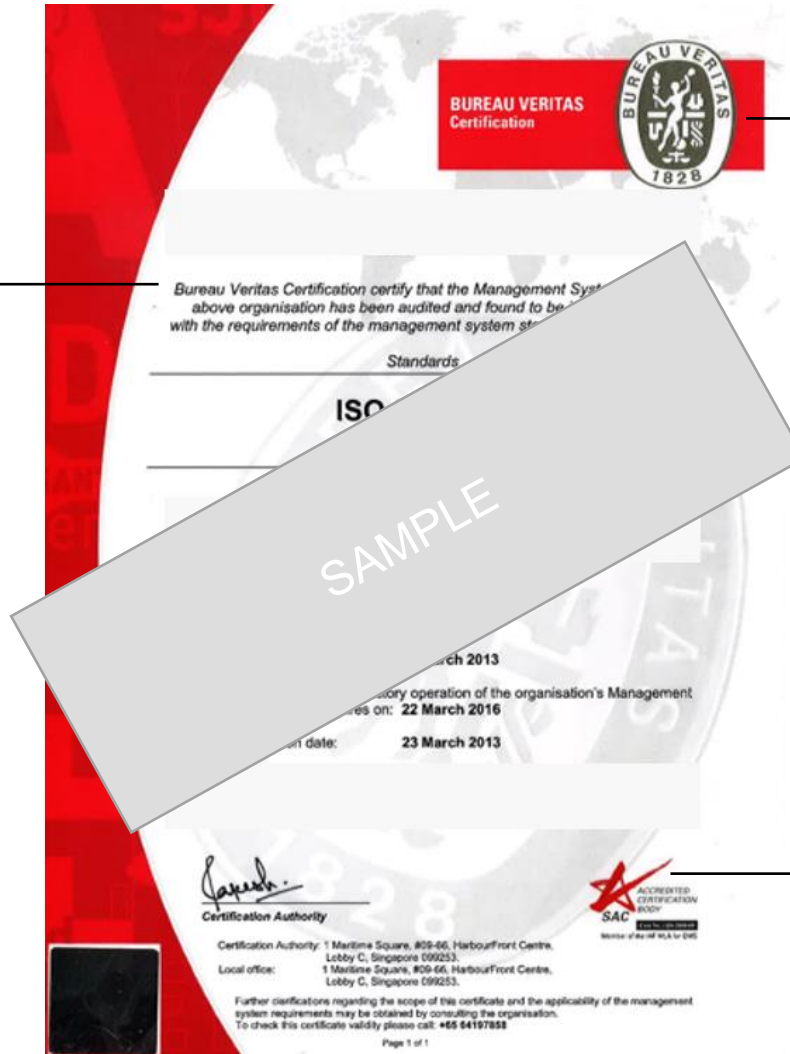 BUREAU VERITAS
Certification
BUREAU VERITAS
1828
Bureau Veritas Certification certify that the Management
above organisation has been audited and found to be
with the requirements of the management system
Standards
ISO
SAMPLE
2013
operation of the organisation's Management
on: 22 March 2016
date: 23 March 2013
1828
Certification Authority
ACCREDITED
CERTIFICATION
BODY
SAC
Certification Authority: 1 Maritime Square, #09-66, HarbourFront Centre,
Lobby C, Singapore 099253.
Local office: 1 Maritime Square, #09-66, HarbourFront Centre,
Lobby C, Singapore 099253.
Further clarifications regarding the scope of this certificate and the applicability of the management
system requirements may be obtained by consulting the organisation.
To check this certificate validity please call: +65 64197858
Page 1 of 1